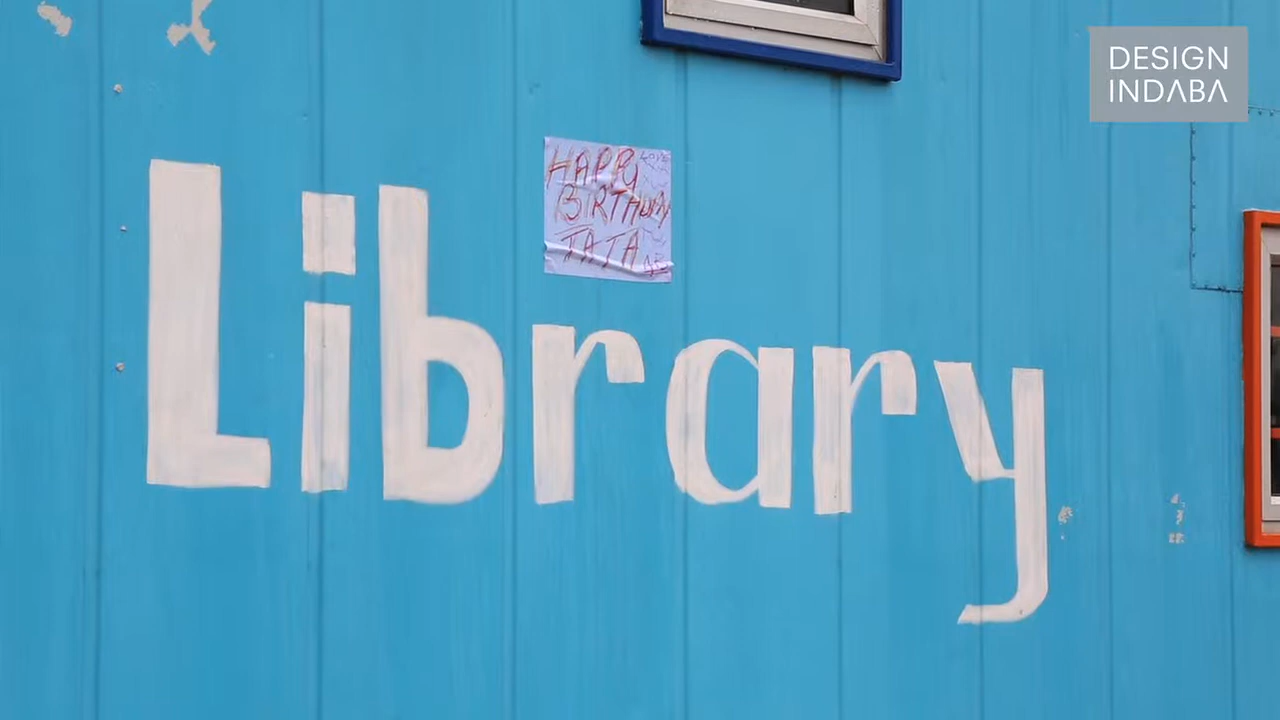 DESIGN
INDABA
HAPPY
BIRTHDAY
TATA
Library